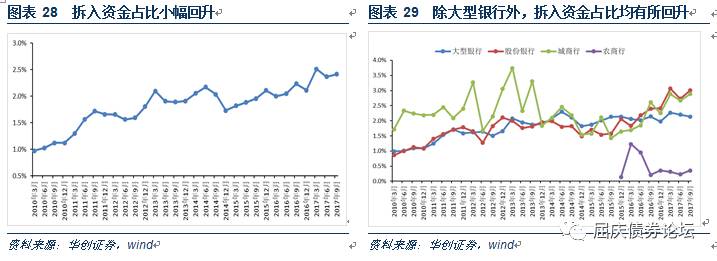 图表 28 拆入资金占比小幅回升
3.0%
2.5%
2.0%
1.5%
1.0%
0.5%
2010年3月
2010年6月
2010年9月
2010年12月
2011年3月
2011年6月
2011年9月
2011年12月
2012年3月
2012年6月
2012年9月
2012年12月
2013年3月
2013年6月
2013年9月
2013年12月
2014年3月
2014年6月
2014年9月
2014年12月
2015年3月
2015年6月
2015年9月
2015年12月
2016年3月
2016年6月
2016年9月
2016年12月
2017年3月
2017年6月
2017年9月
资料来源：华创证券，wind
图表 29 除大型银行外，拆入资金占比均有所回升
大型银行 股份银行 城商行 农商行
4.0%
3.5%
3.0%
2.5%
2.0%
1.5%
1.0%
0.5%
0.0%
2010年3月
2010年6月
2010年9月
2010年12月
2011年3月
2011年6月
2011年9月
2011年12月
2012年3月
2012年6月
2012年9月
2012年12月
2013年3月
2013年6月
2013年9月
2013年12月
2014年3月
2014年6月
2014年9月
2014年12月
2015年3月
2015年6月
2015年9月
2015年12月
2016年3月
2016年6月
2016年9月
2016年12月
2017年3月
2017年6月
2017年9月
资料来源：华创证券，wind
屈庆债券论坛